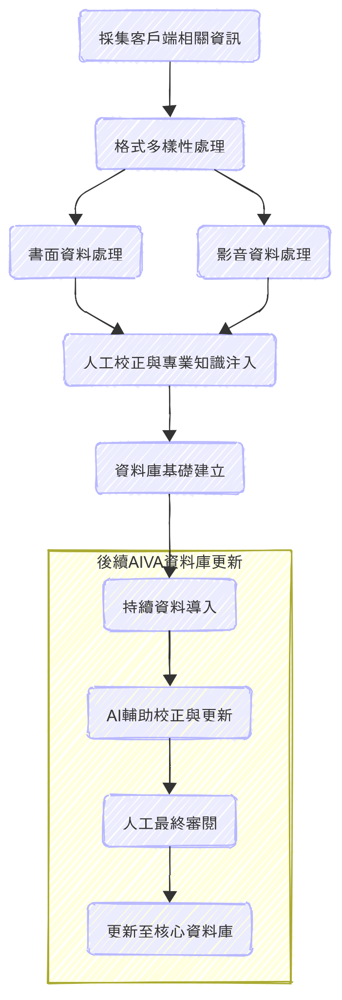 採集客戶端相關資訊
格式多樣性處理
書面資料處理
影音資料處理
人工校正與專業知識注入
資料庫基礎建立
後續AIVA資料庫更新
持續資料導入
AI輔助校正與更新
人工最終審閱
更新至核心資料庫